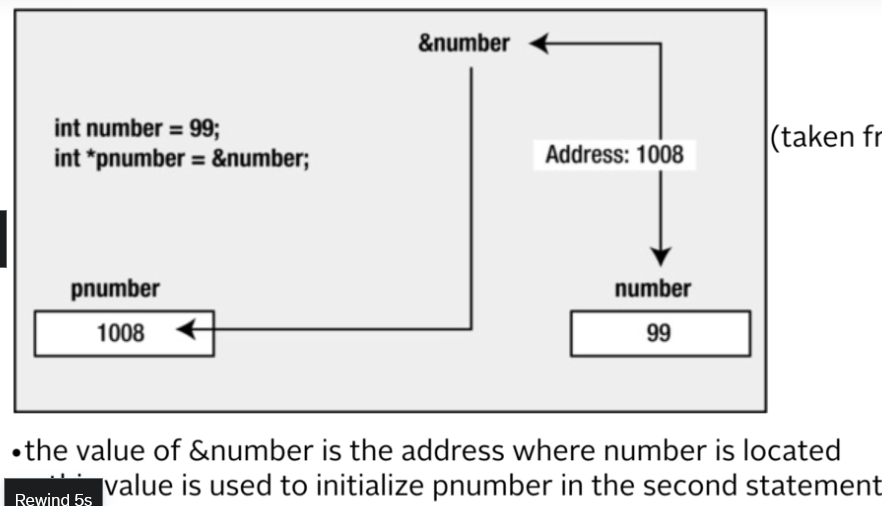 &number
int number = 99;
int *pnumber = &number;
Address: 1008
(taken
pnumber
number
1008
99
•the value of &number is the address where number is located
value is used to initialize pnumber in the second statement
Rewind 5s